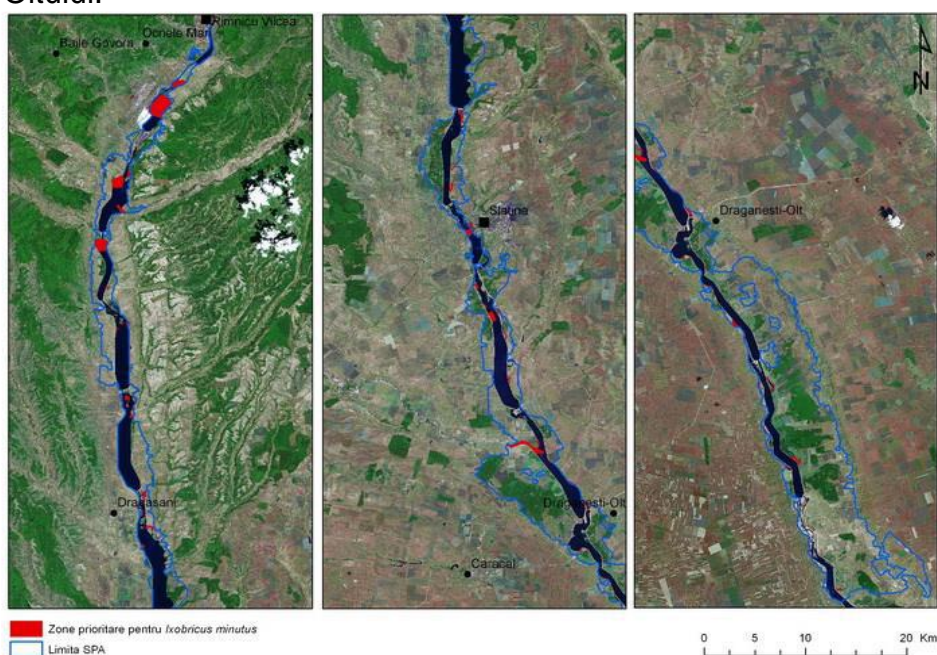 Oltului.
Rimnicu Vilcea
Ocnele Mari
Baile Govora
Dragasani
Slatina
Draganesti-Olt
Caracal
Draganesti-Olt
N
Zone prioritare pentru Ixobricus minutus
Limita SPA
0 5 10 20 Km